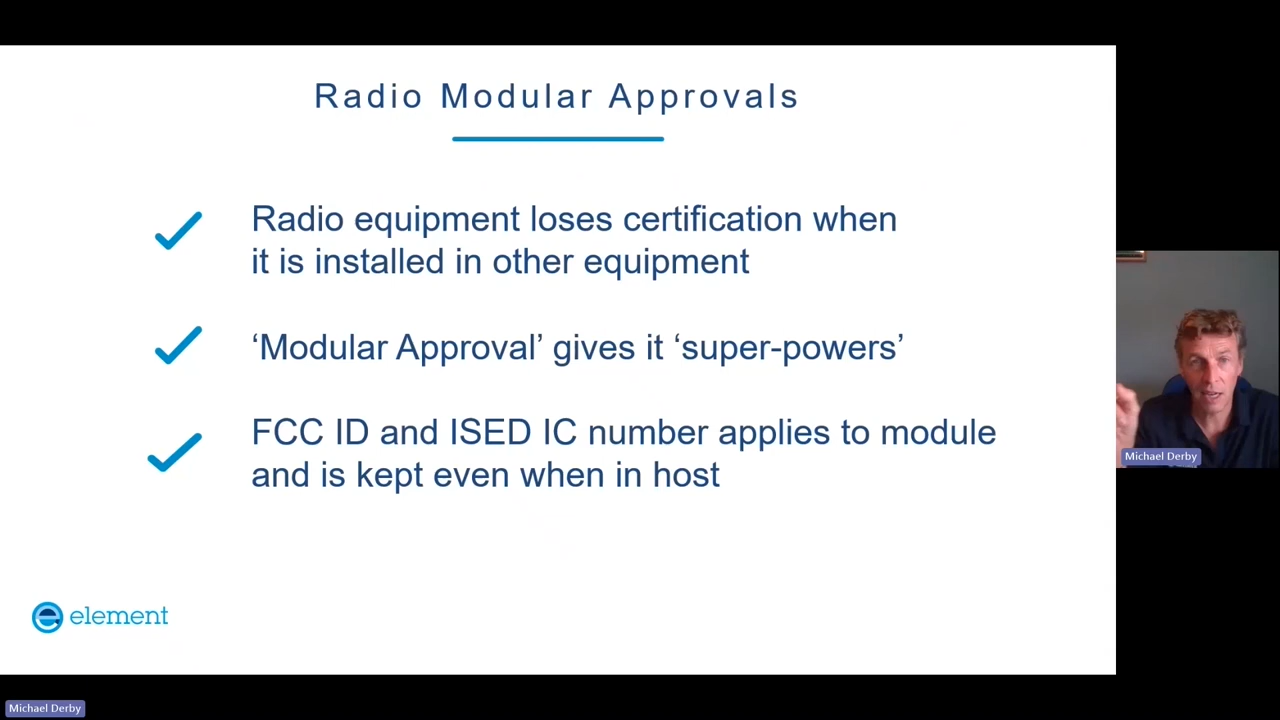 Radio Modular Approvals
Radio equipment loses certification when
it is installed in other equipment
‘Modular Approval’ gives it ‘super-powers’
FCC ID and ISED IC number applies to module
and is kept even when in host
element
Michael Derby
Michael Derby